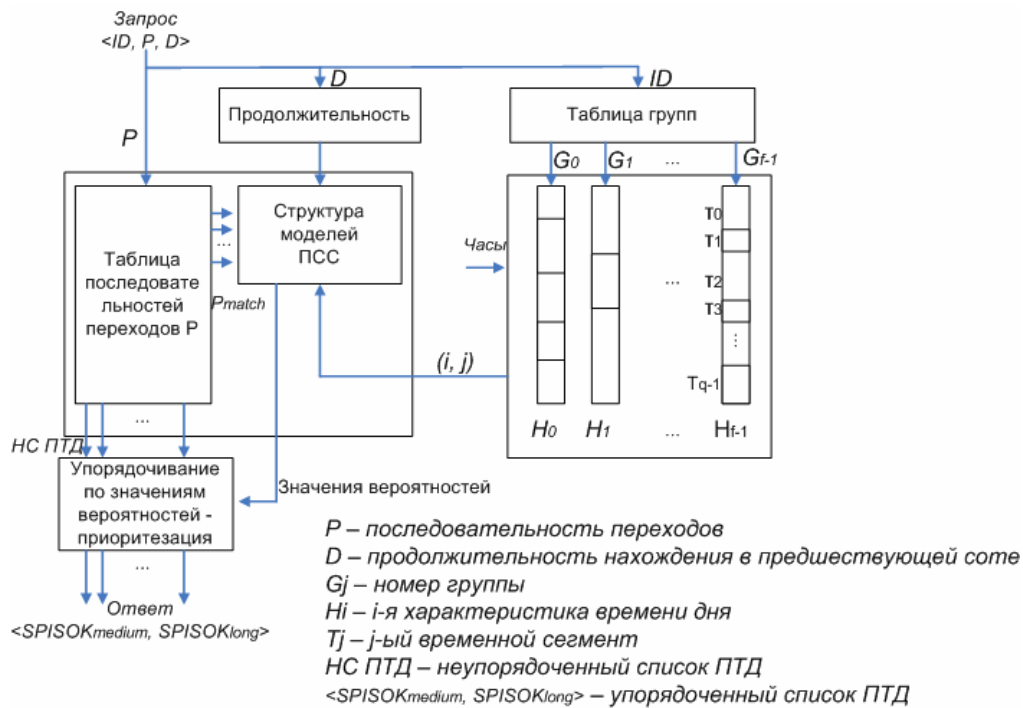 Запрос
<ID, P, D>
D
ID
P
Продолжительность
Таблица групп
G0
G1
...
Gf-1
Таблица
последовате
льностей
переходов P
...
Pmatch
Структура
моделей
ПСС
Часы
(i, j)
T0
T1
...
T2
T3
...
Tq-1
H0
H1
...
Hf-1
...
НС ПТД
Упорядочивание
по значениям
вероятностей -
приоритезация
Значения вероятностей
...
Ответ
<SPISOKmedium, SPISOKlong>
P – последовательность переходов
D – продолжительность нахождения в предшествующей соте
Gj – номер группы
Hi – i-я характеристика времени дня
Tj – j-ый временной сегмент
НС ПТД – неупорядоченный список ПТД
<SPISOKmedium, SPISOKlong> – упорядоченный список ПТД